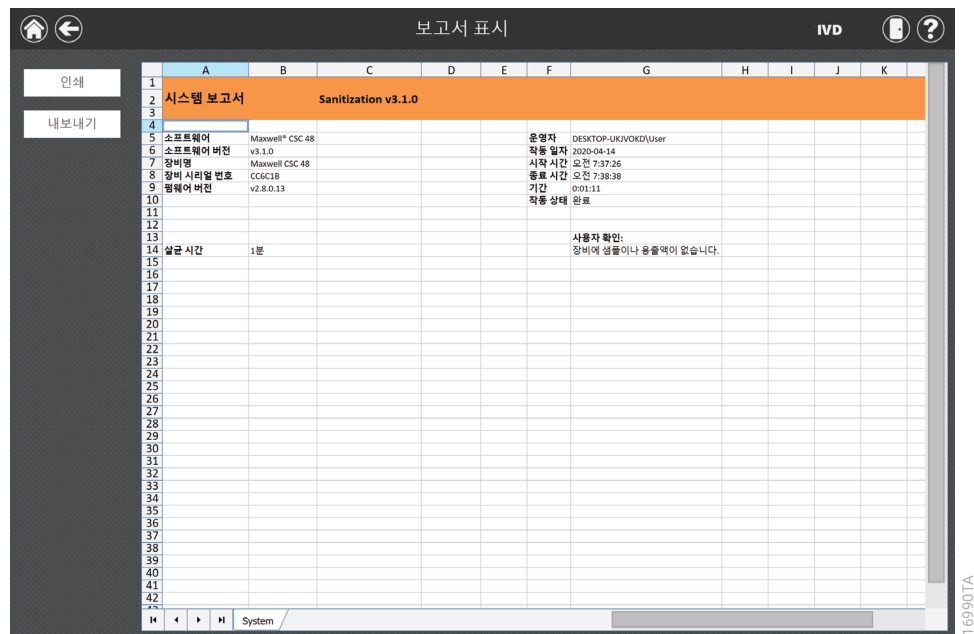 보고서 표시
IVD
?
인쇄
내보내기
A B C D E F G H I J K
1
2 시스템 보고서 Sanitization v3.1.0
3
4
5 소프트웨어 Maxwell® CSC 48 운영자 DESKTOP-UKJVOKD\User
6 소프트웨어 버전 v3.1.0 작동 일자 2020-04-14
7 장비명 Maxwell CSC 48 시작 시간 오전 7:37:26
8 장비 시리얼 번호 CC6C1B 종료 시간 오전 7:38:38
9 펌웨어 버전 v2.8.0.13 기간 0:01:11
10 작동 상태 완료
11
12
13 사용자 확인:
14 살균 시간 1분 장비에 샘플이나 용출액이 없습니다.
15
16
17
18
19
20
21
22
23
24
25
26
27
28
29
30
31
32
33
34
35
36
37
38
39
40
41
42
System
16990TA